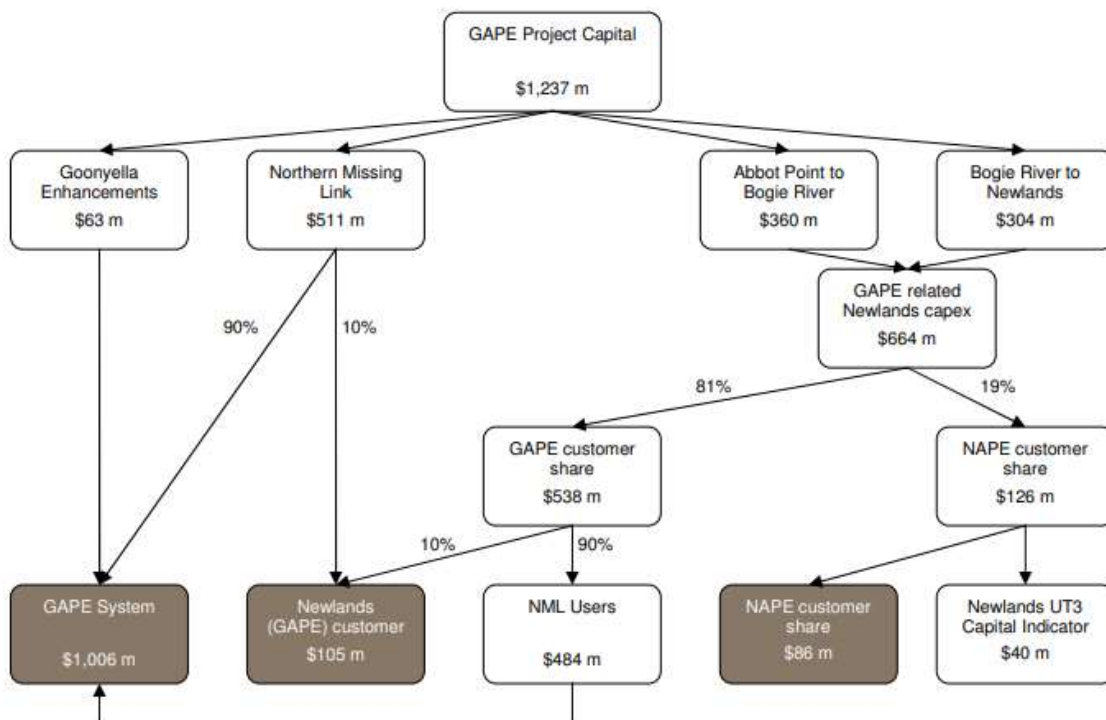 GAPE Project Capital
$1,237 m
Goonyella
Enhancements
$63 m
Northern Missing
Link
$511 m
Abbot Point to
Bogie River
$360 m
Bogie River to
Newlands
$304 m
GAPE related
Newlands capex
$664 m
90%
10%
81%
19%
GAPE customer
share
$538 m
NAPE customer
share
$126 m
10%
90%
GAPE System
$1,006 m
Newlands
(GAPE) customer
$105 m
NML Users
$484 m
NAPE customer
share
$86 m
Newlands UT3
Capital Indicator
$40 m